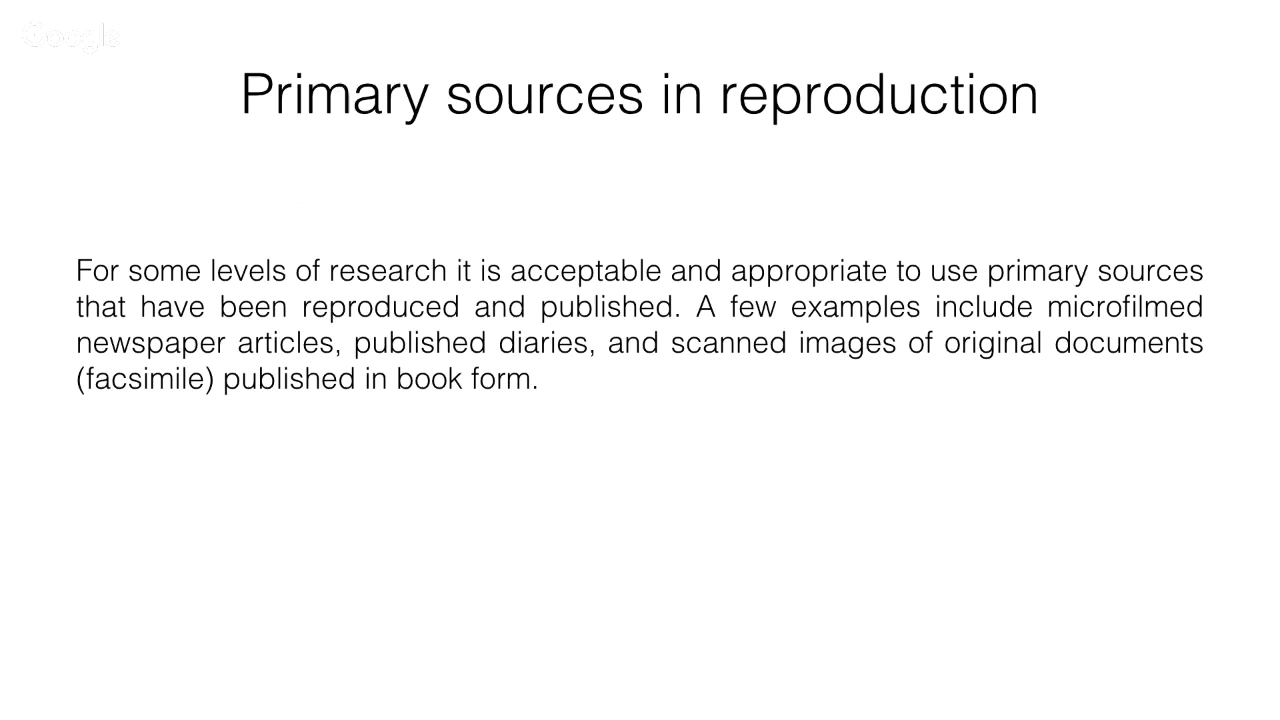 Google
Primary sources in reproduction
For some levels of research it is acceptable and appropriate to use primary sources
that have been reproduced and published. A few examples include microfilmed
newspaper articles, published diaries, and scanned images of original documents
(facsimile) published in book form.